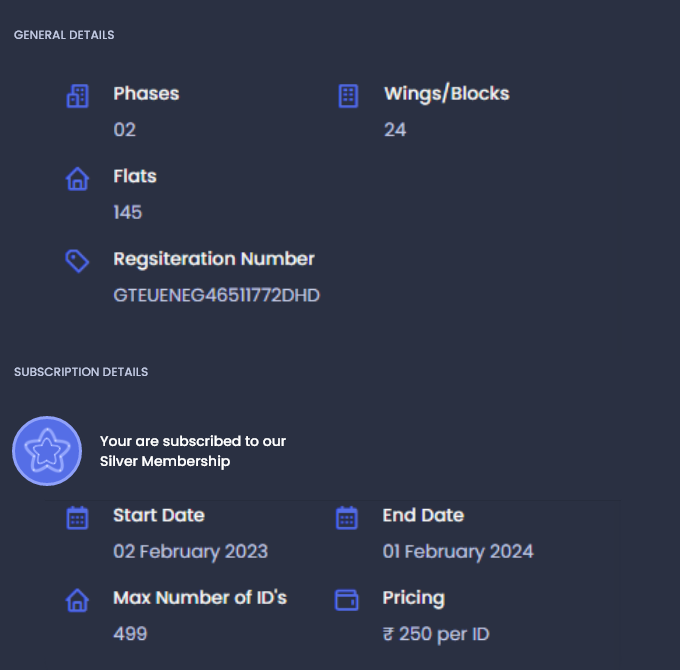 GENERAL DETAILS
Phases
02
Wings/Blocks
24
Flats
145
Regsiteration Number
GTEUENEG46511772DHD
SUBSCRIPTION DETAILS
Your are subscribed to our
Silver Membership
Start Date
02 February 2023
End Date
01 February 2024
Max Number of ID's
499
Pricing
₹ 250 per ID